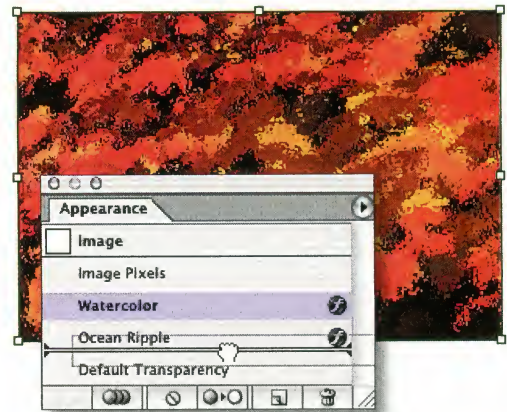 Appearance
Image
Image Pixels
Watercolor
Ocean Ripple
Default Transparency